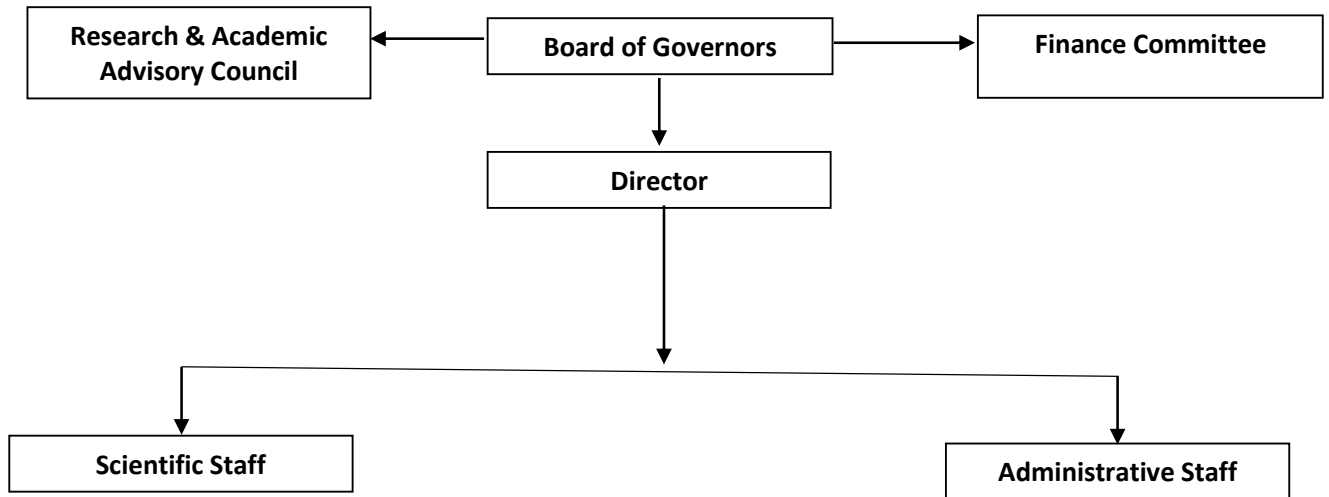 Research & Academic
Advisory Council
Board of Governors
Finance Committee
Director
Scientific Staff
Administrative Staff